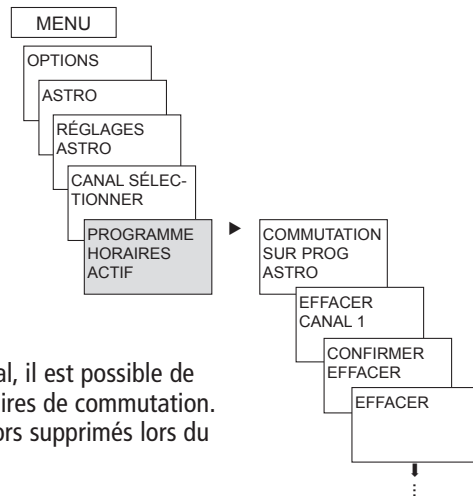 MENU
OPTIONS
ASTRO
RÉGLAGES
ASTRO
CANAL SÉLEC-
TIONNER
PROGRAMME
HORAIRES
ACTIF
COMMUTATION
SUR PROG
ASTRO
EFFACER
CANAL 1
CONFIRMER
EFFACER
EFFACER
al, il est possible de
ires de commutation.
ors supprimés lors du